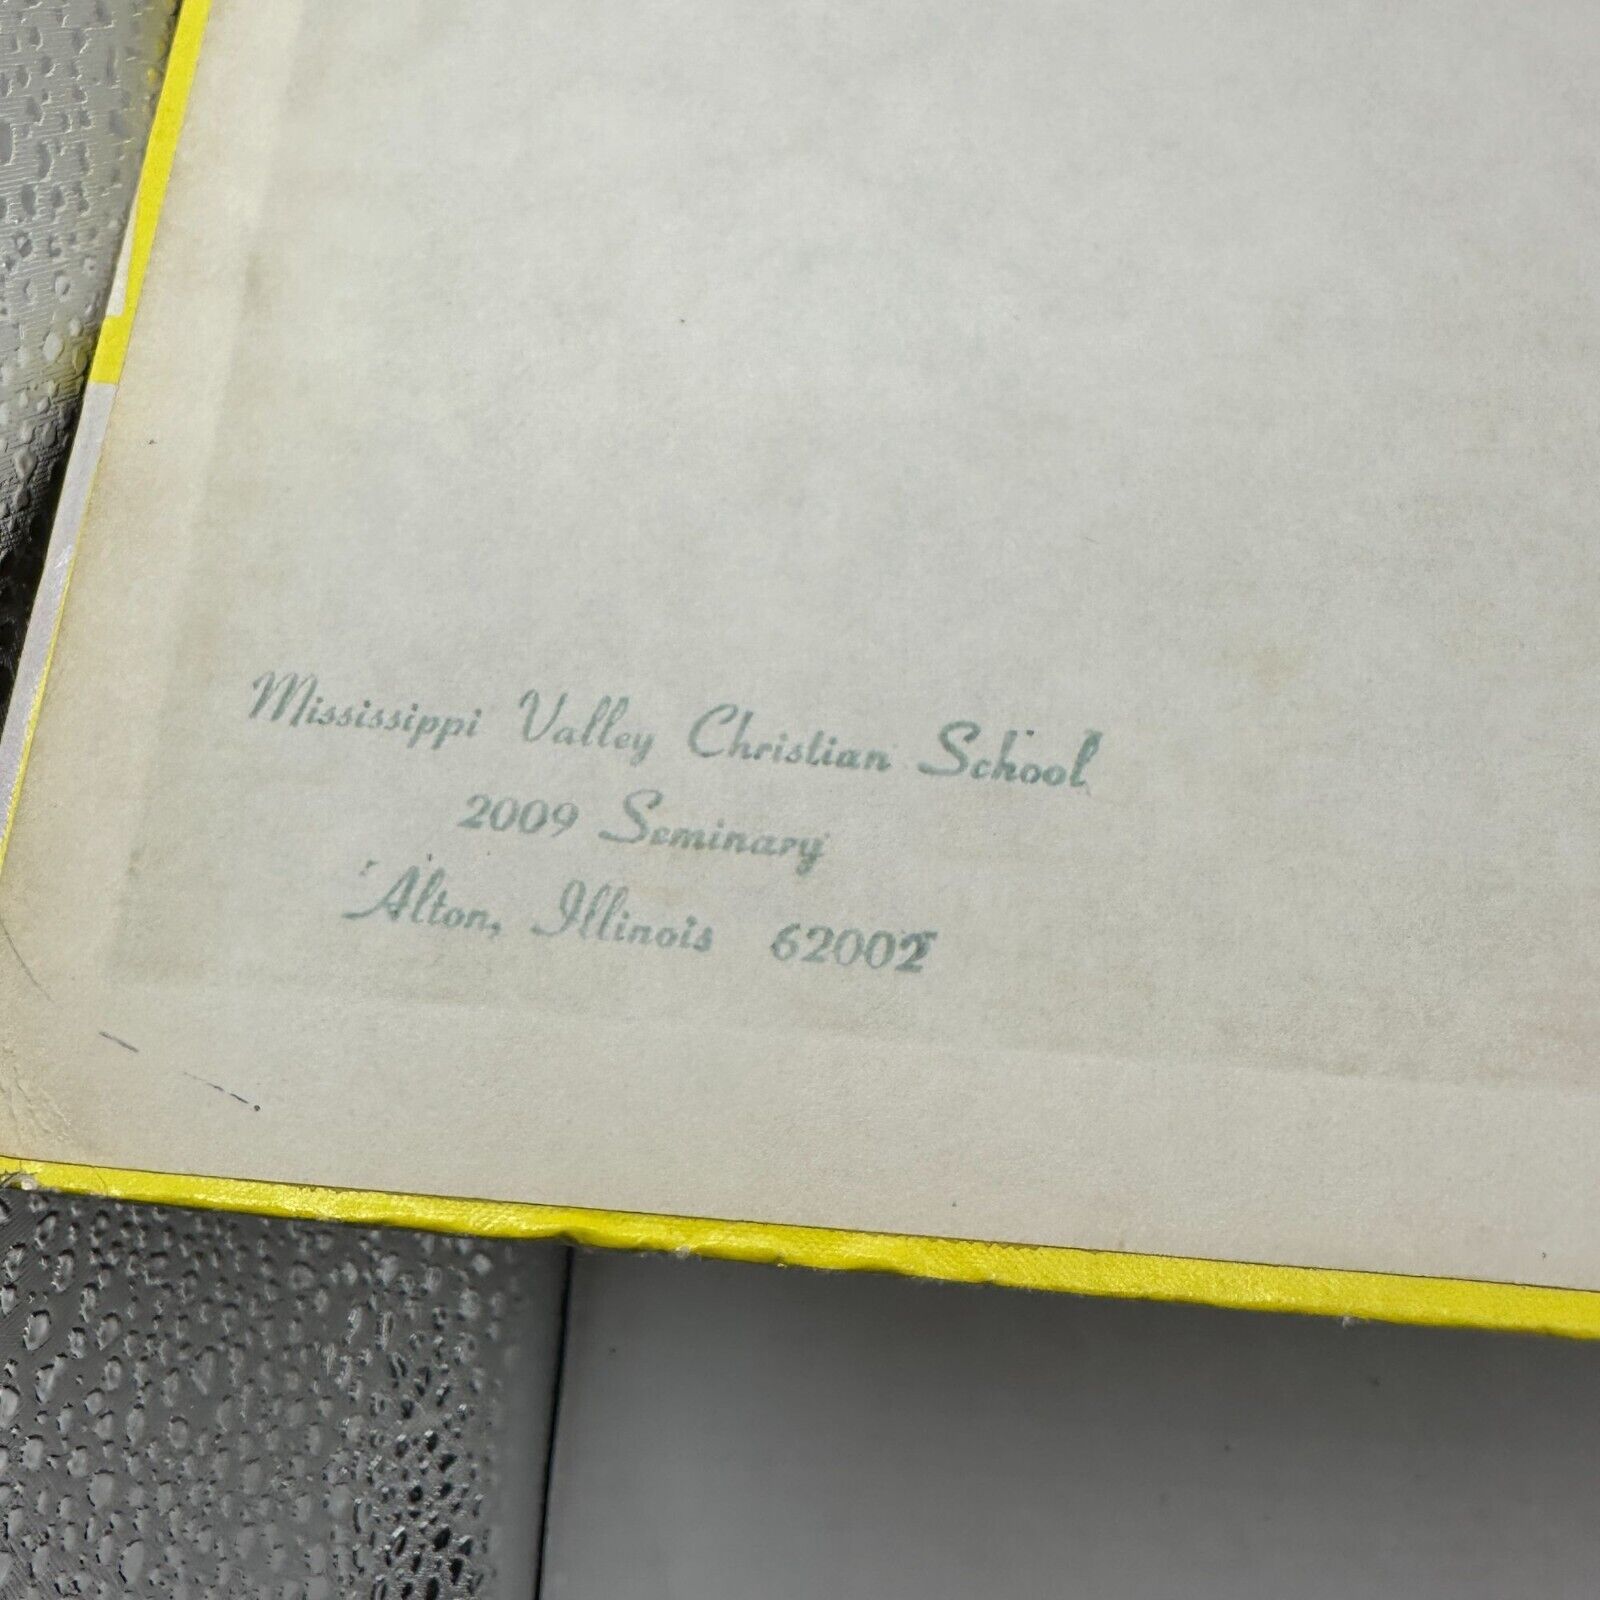 Mississippi Valley Christian School
2009 Seminary
Alton, Illinois 62002